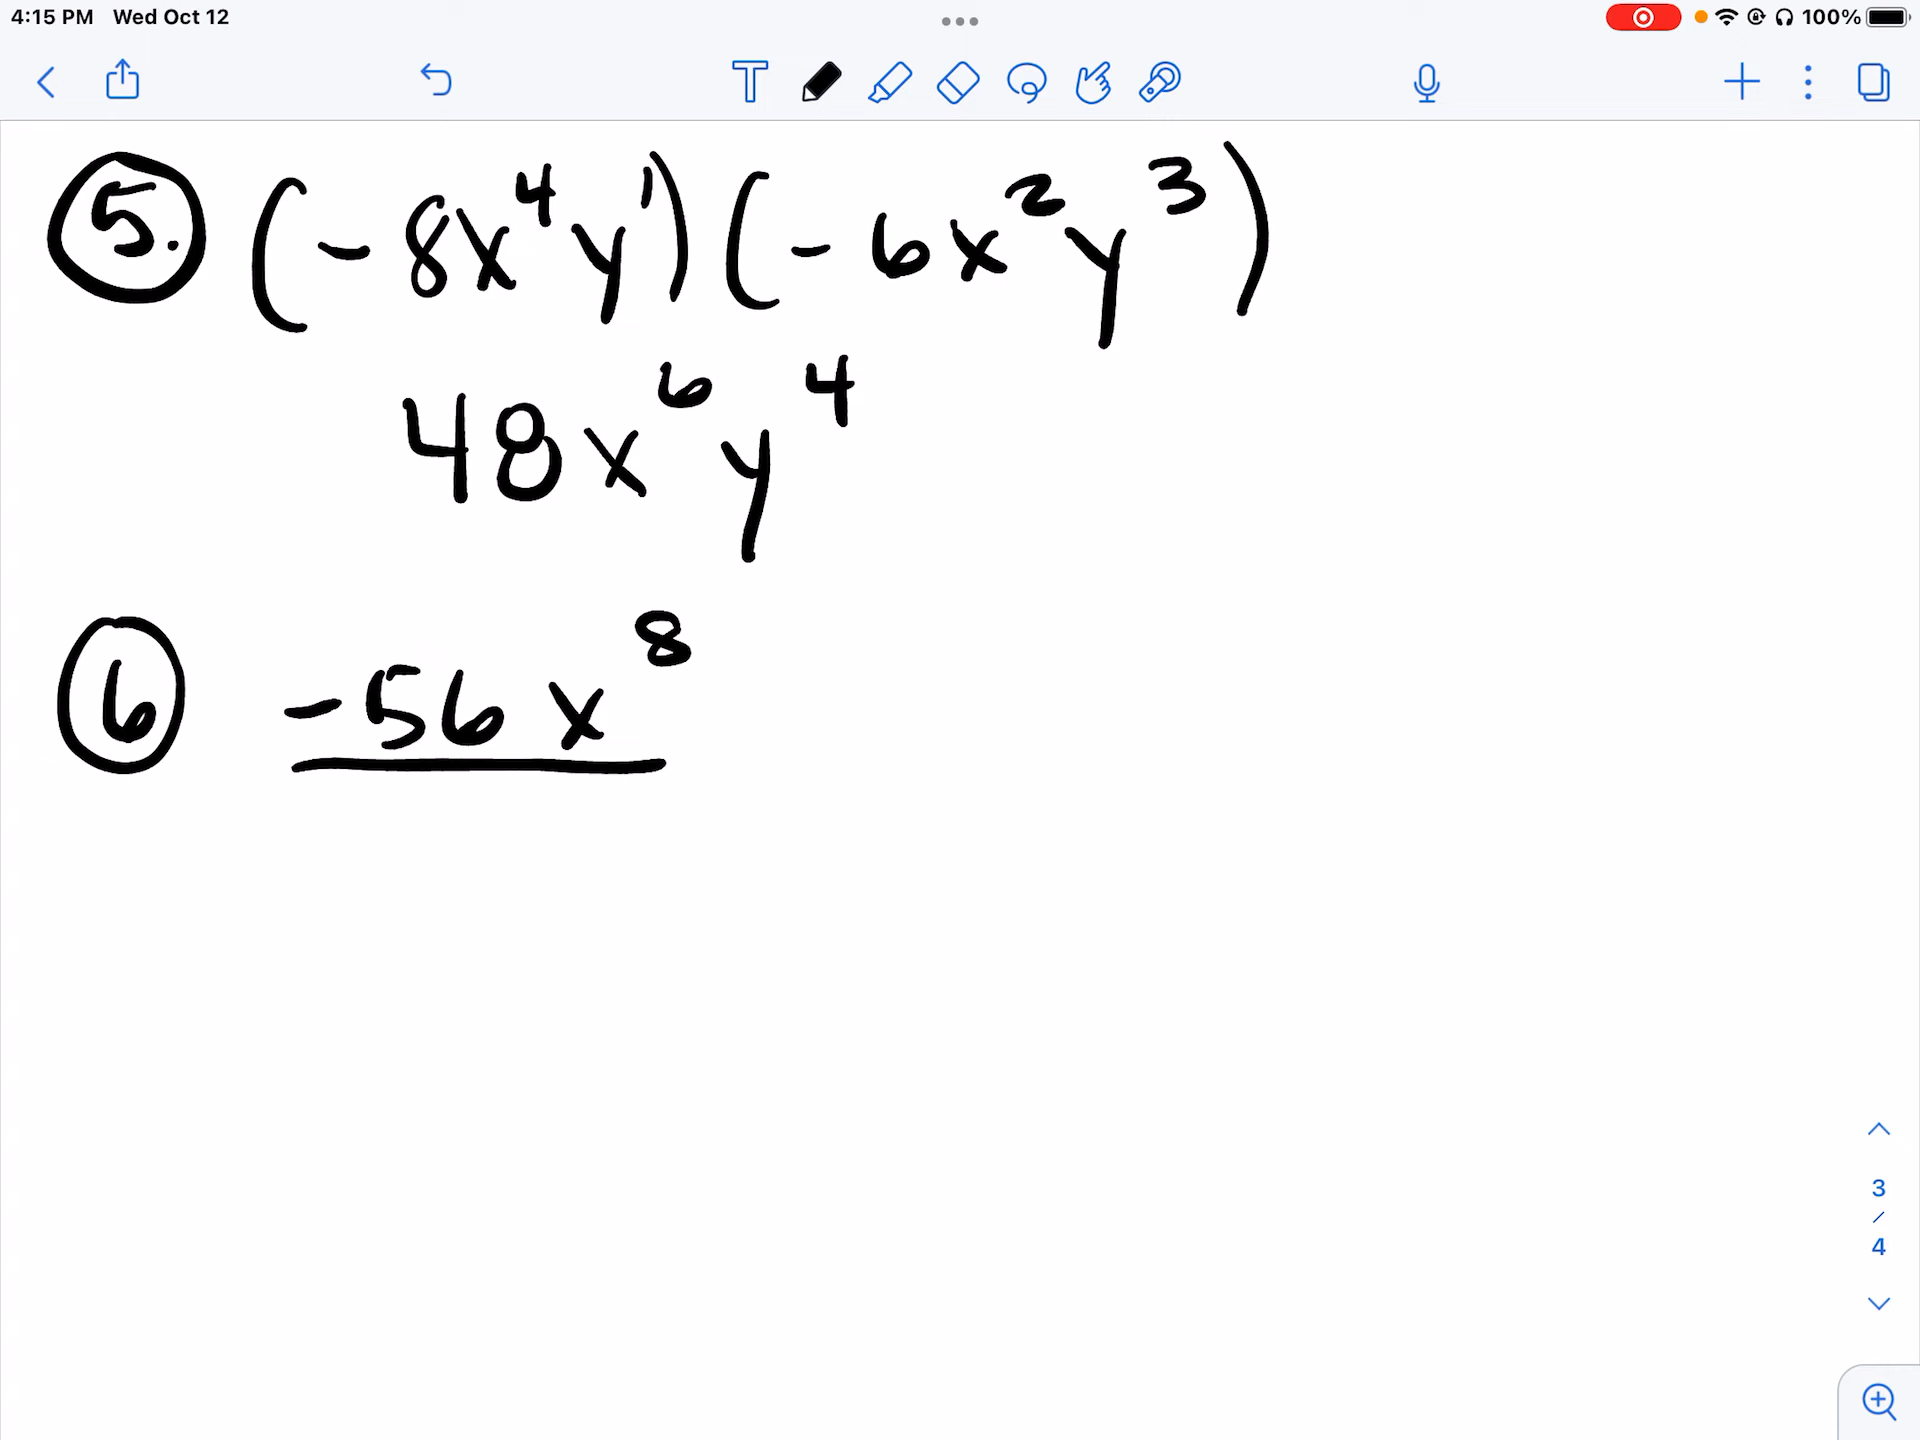 4:15 PM Wed Oct 12 100%
T
5. (-8x⁴y¹)(-6x²y³)
48x⁶y⁴
6 -56x⁸
3
/
4